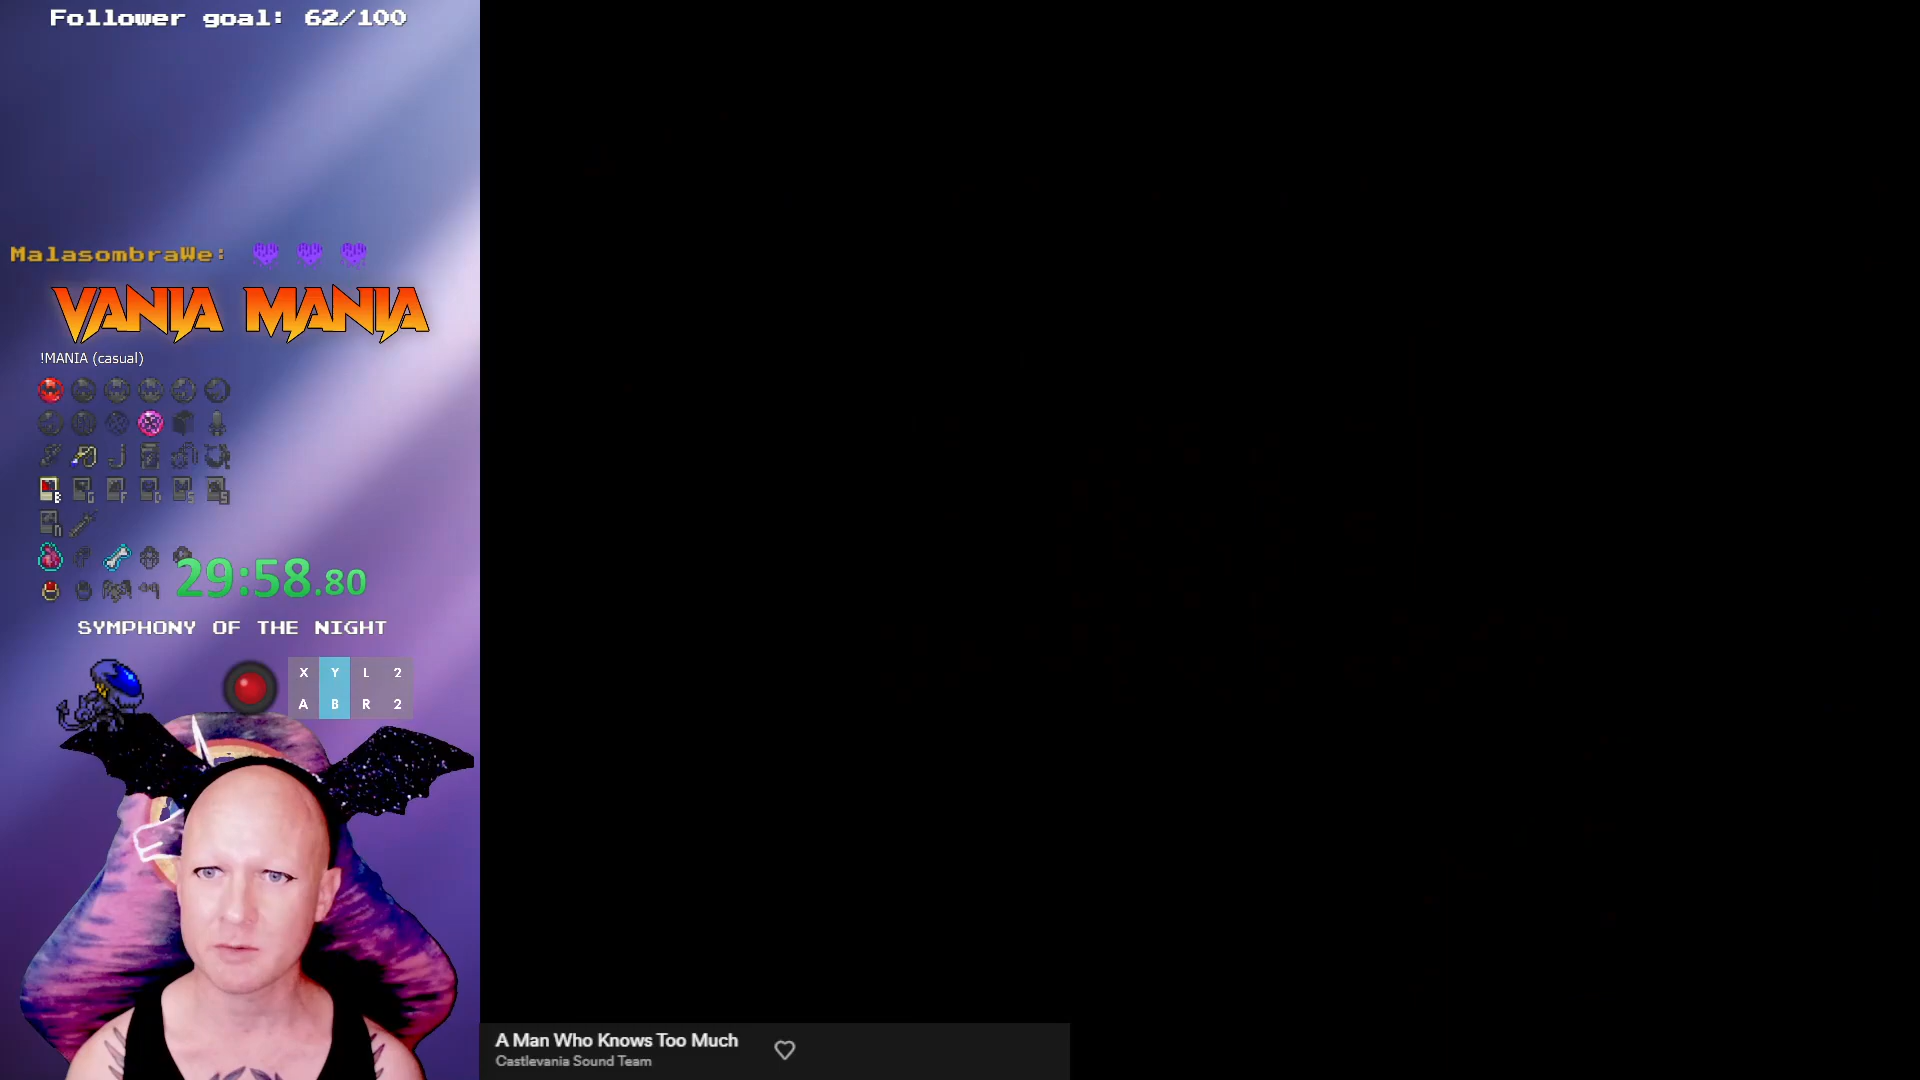 Follower goal: 62/100
MalasombraWe:
VANIA MANIA
!MANIA (casual)
29:58.80
SYMPHONY OF THE NIGHT
X Y L 2
A B R 2
A Man Who Knows Too Much
Castlevania Sound Team